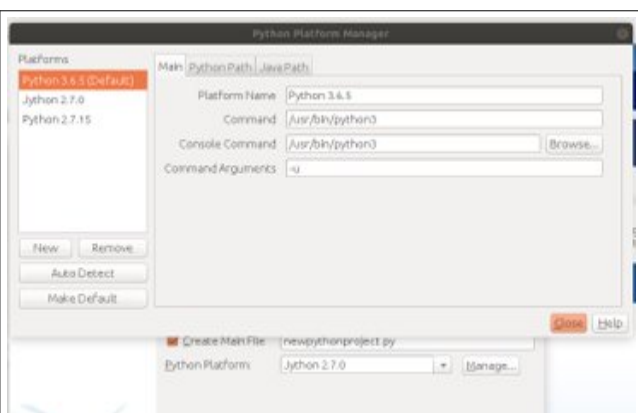 Python Platform Manager
Platforms
Python 3.6.5 (Default)
Jython 2.7.0
Python 2.7.15
New Remove
Auto Detect
Make Default
Main Python Path Java Path
Platform Name Python 3.6.5
Command /usr/bin/python3
Console Command /usr/bin/python3 Browse...
Command Arguments -u
Close Help
Create Main File newpythonproject.py
Python Platform: Jython 2.7.0 Manage...